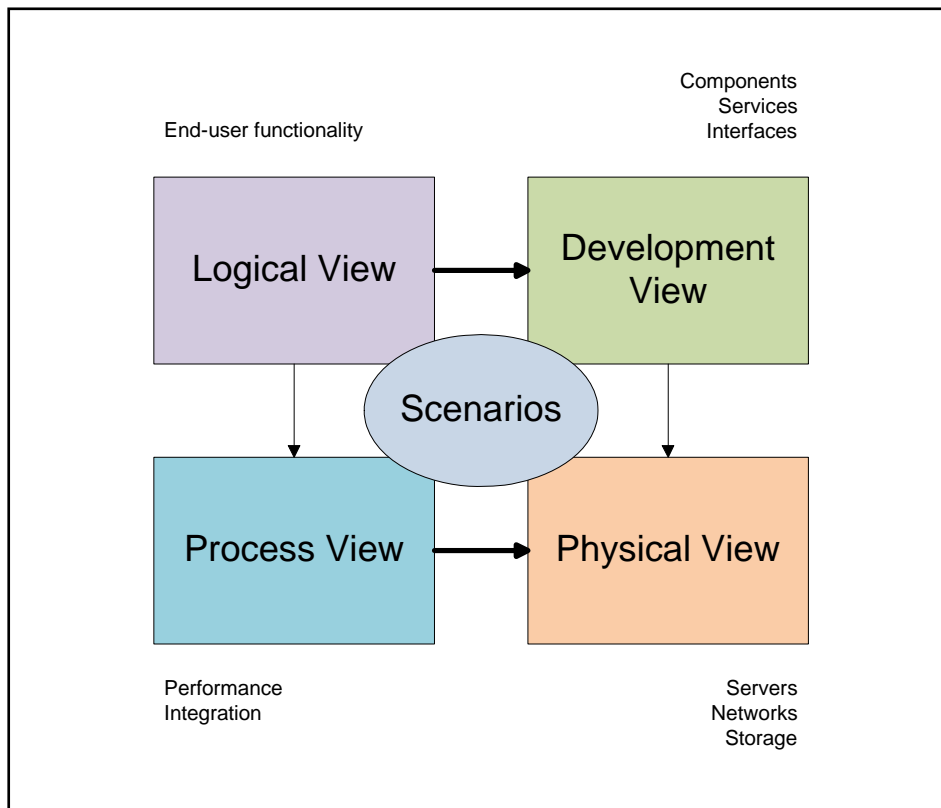 Components
Services
Interfaces
End-user functionality
Logical View
Development
View
Scenarios
Process View
Physical View
Performance
Integration
Servers
Networks
Storage